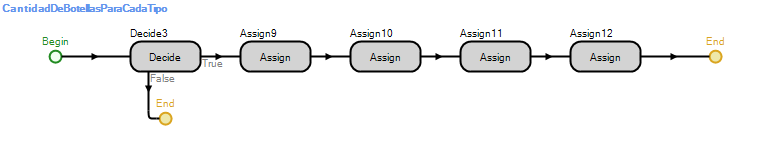 CantidadDeBotellasParaCadaTipo
Begin
Decide3
Decide
True
False
End
Assign9
Assign
Assign10
Assign
Assign11
Assign
Assign12
Assign
End